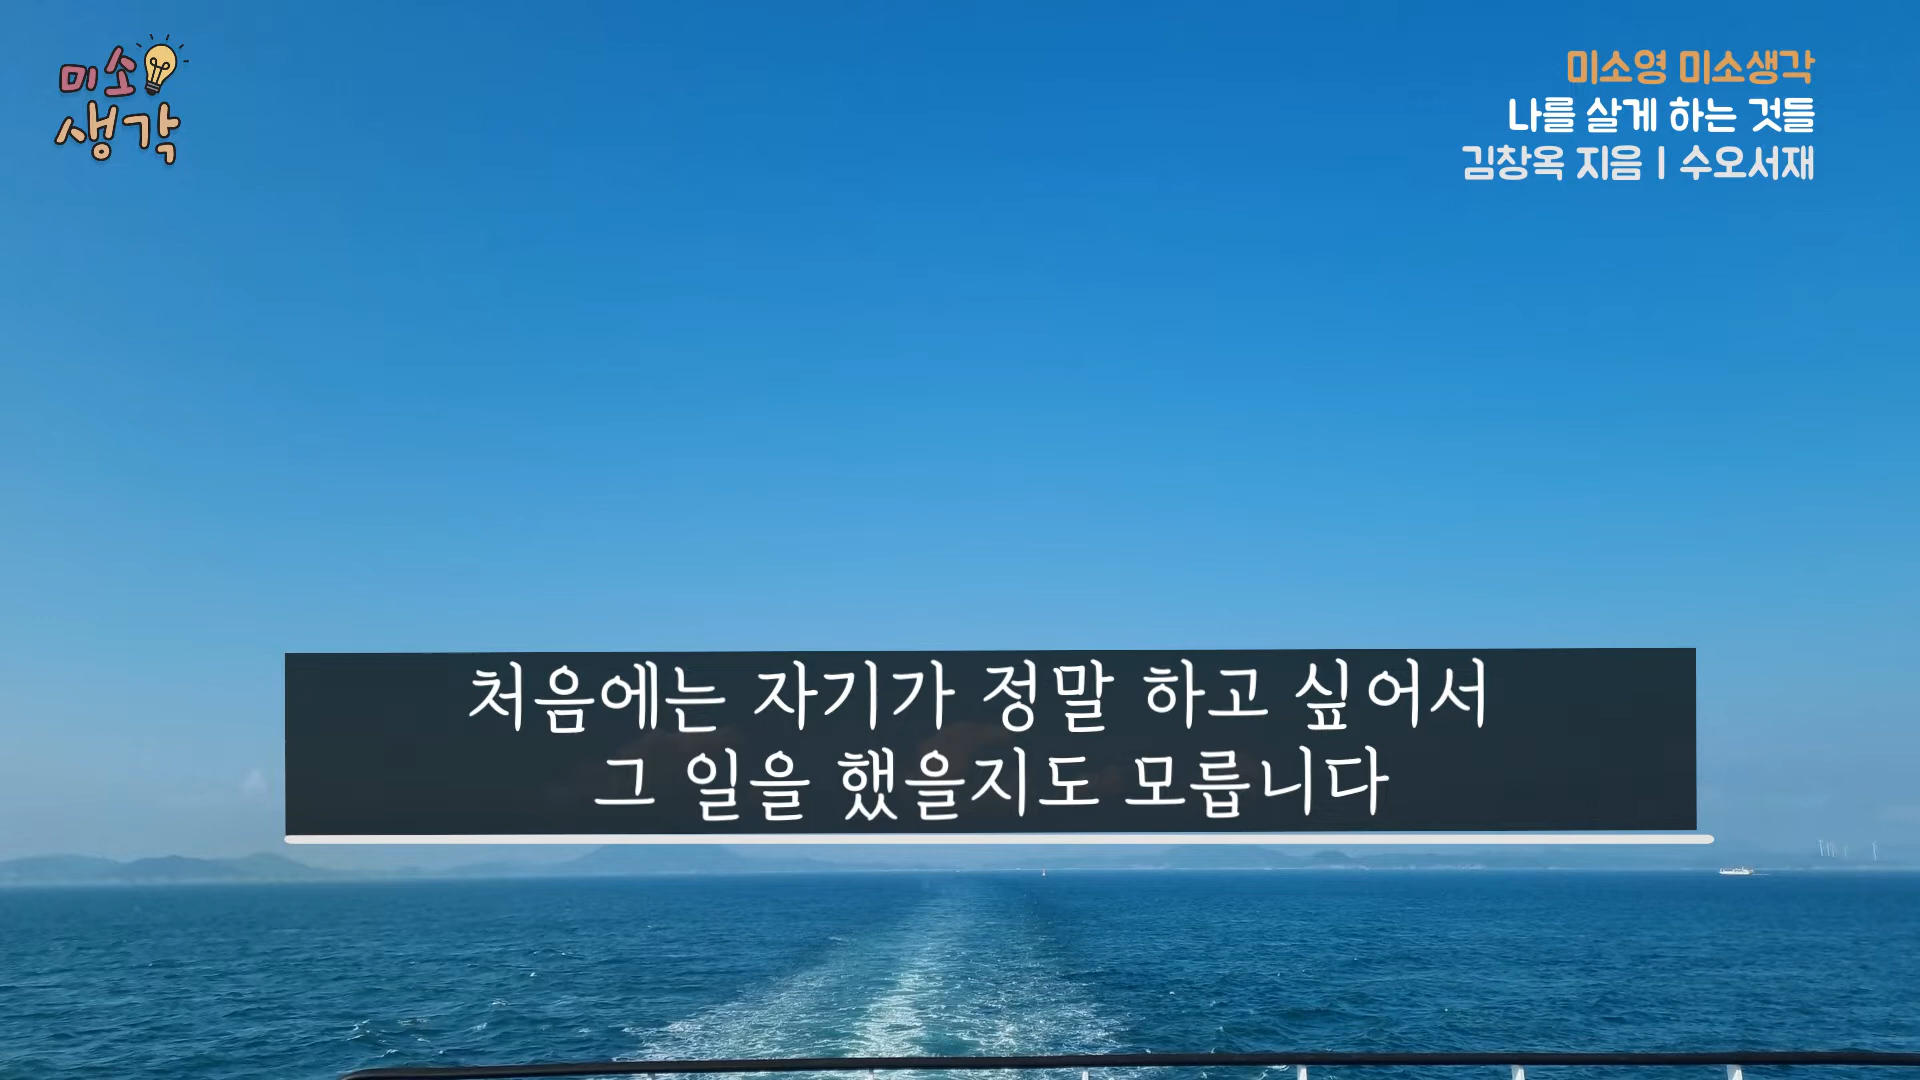 미소
생각
미소영 미소생각
나를 살게 하는 것들
김창옥 지음 | 수오서재
처음에는 자기가 정말 하고 싶어서
그 일을 했을지도 모릅니다